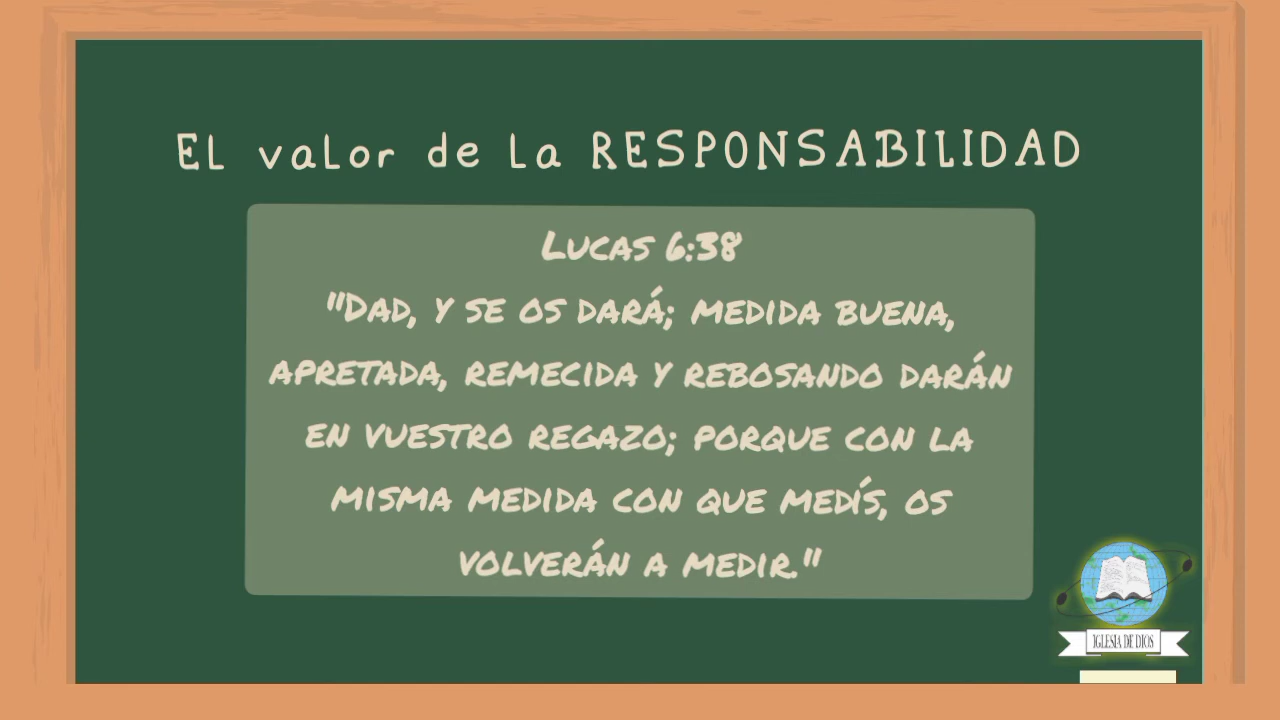 EL valor de la RESPONSABILIDAD
LUCAS 6:38
"DAD, Y SE OS DARÁ; MEDIDA BUENA,
APRETADA, REMECIDA Y REBOSANDO DARÁN
EN VUESTRO REGAZO; PORQUE CON LA
MISMA MEDIDA CON QUE MEDÍS, OS
VOLVERÁN A MEDIR."
IGLESIA DE DIOS